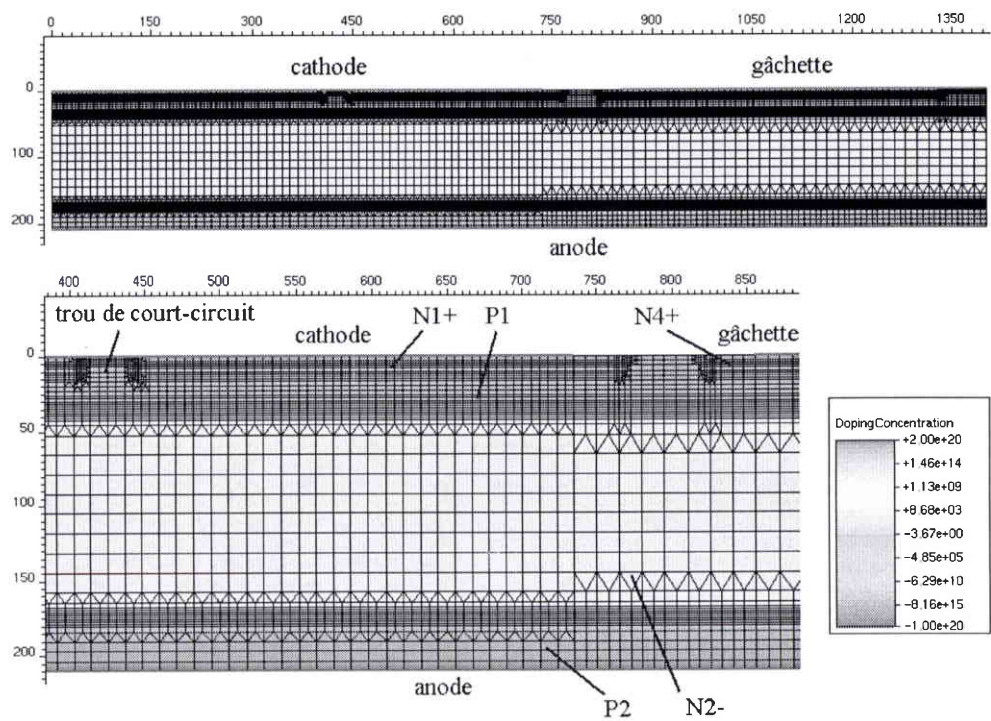 0 150 300 450 600 750 900 1050 1200 1350
cathode gâchette
0
100
200
anode
400 450 500 550 600 650 700 750 800 850
trou de court-circuit
cathode N1+ P1 N4+ gâchette
0
50
100
150
200
anode
P2 N2-
DopingConcentration
+2.00e+20
+1.46e+14
+1.13e+09
+8.68e+03
-3.67e+00
-4.85e+05
-6.29e+10
-8.16e+15
-1.00e+20